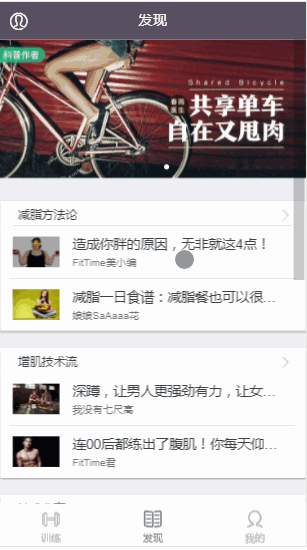 发现
科普作者
Shared Bicycle
共享单车
自在又甩肉
减脂方法论
造成你胖的原因，无非就这4点！
FitTime美小编
减脂一日食谱：减脂餐也可以很…
娘娘SaAaaa花
增肌技术流
深蹲，让男人更强劲有力，让女…
我没有七尺高
连00后都练出了腹肌！你每天仰…
FitTime君
训练
发现
我的